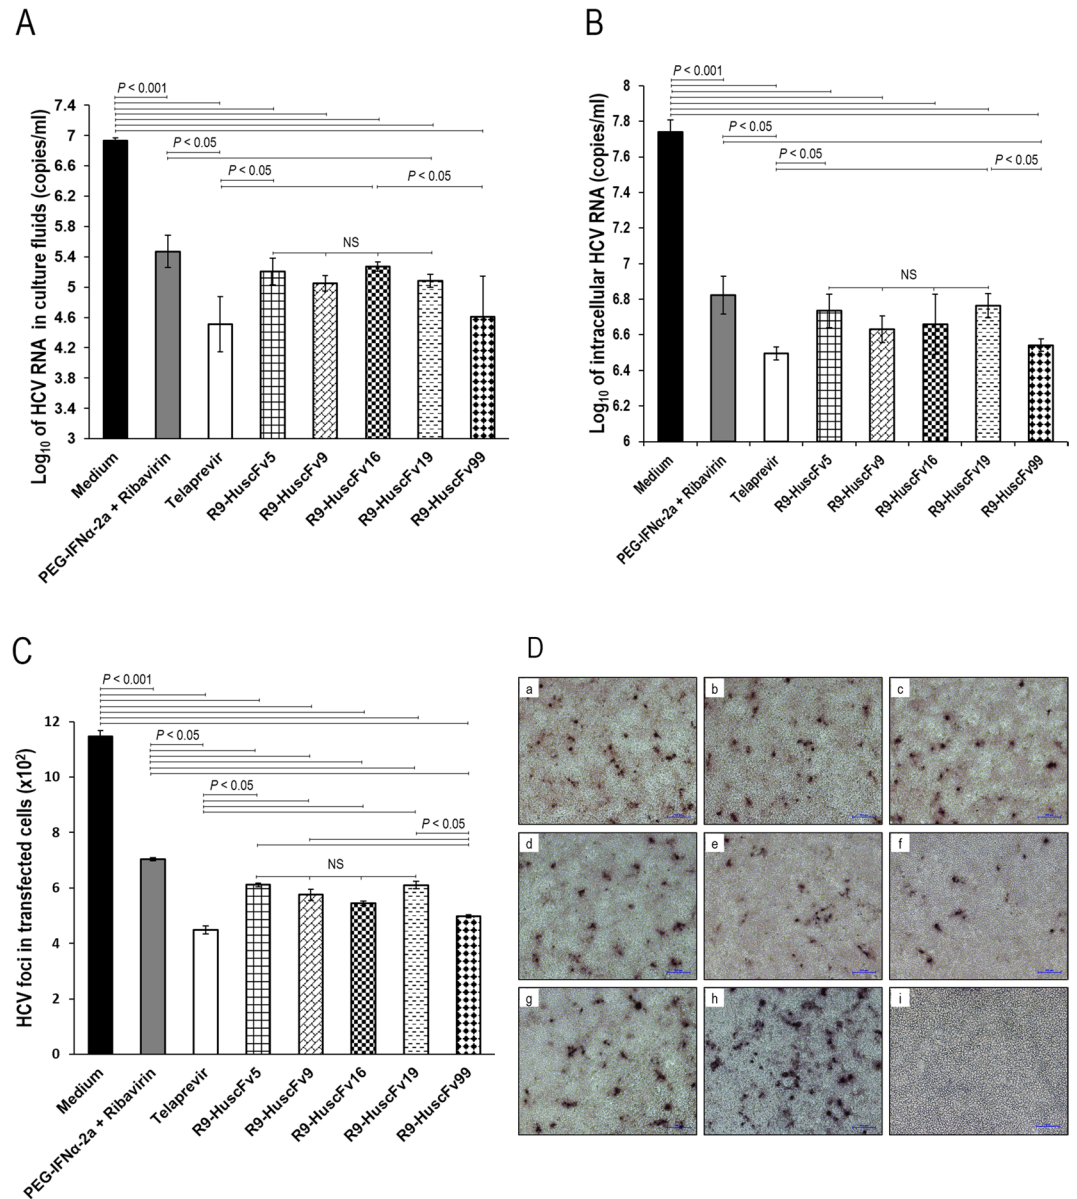 A
B
P < 0.001
P < 0.05
P < 0.05
P < 0.05
NS
Log10 of HCV RNA in culture fluids (copies/ml)
7.4
7
6.6
6.2
5.8
5.4
5
4.6
4.2
3.8
3.4
3
Medium
PEG-IFNα-2a + Ribavirin
Telaprevir
R9-HuscFv5
R9-HuscFv9
R9-HuscFv16
R9-HuscFv19
R9-HuscFv99
P < 0.001
P < 0.05
P < 0.05
P < 0.05
NS
Log10 of intracellular HCV RNA (copies/ml)
8
7.8
7.6
7.4
7.2
7
6.8
6.6
6.4
6.2
6
Medium
PEG-IFNα-2a + Ribavirin
Telaprevir
R9-HuscFv5
R9-HuscFv9
R9-HuscFv16
R9-HuscFv19
R9-HuscFv99
C
D
P < 0.001
P < 0.05
P < 0.05
P < 0.05
NS
HCV foci in transfected cells (x10²)
12
10
8
6
4
2
0
Medium
PEG-IFNα-2a + Ribavirin
Telaprevir
R9-HuscFv5
R9-HuscFv9
R9-HuscFv16
R9-HuscFv19
R9-HuscFv99
a
b
c
d
e
f
g
h
i